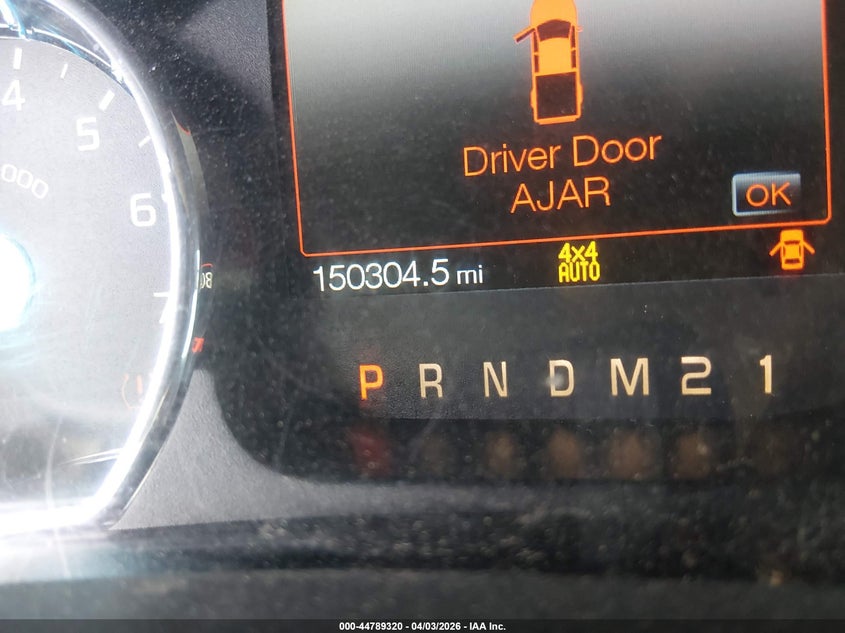 4
5
000
6
7
Driver Door
AJAR
OK
150304.5 mi
4x4
AUTO
P R N D M 2 1
000-44789320 - 04/03/2026 - IAA Inc.